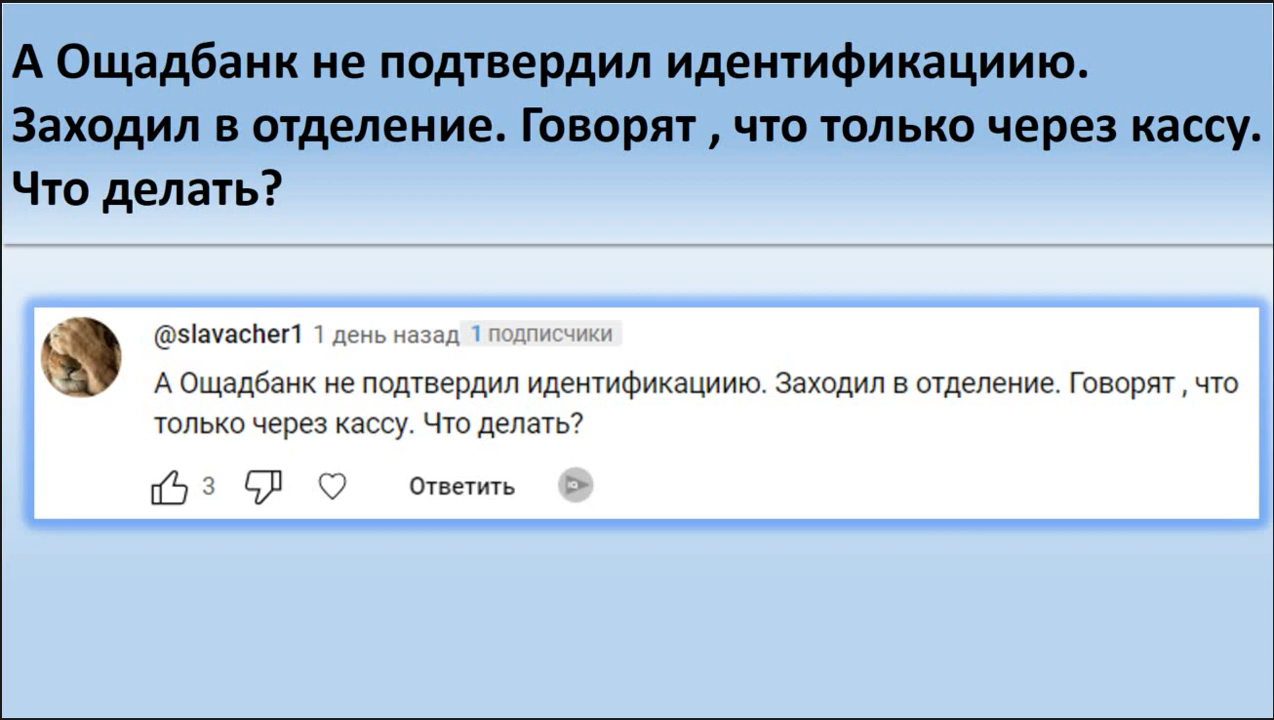 А Ощадбанк не подтвердил идентификациию.
Заходил в отделение. Говорят , что только через кассу.
Что делать?
@slavacher1 1 день назад 1 подписчики
А Ощадбанк не подтвердил идентификациию. Заходил в отделение. Говорят , что
только через кассу. Что делать?
3 Ответить